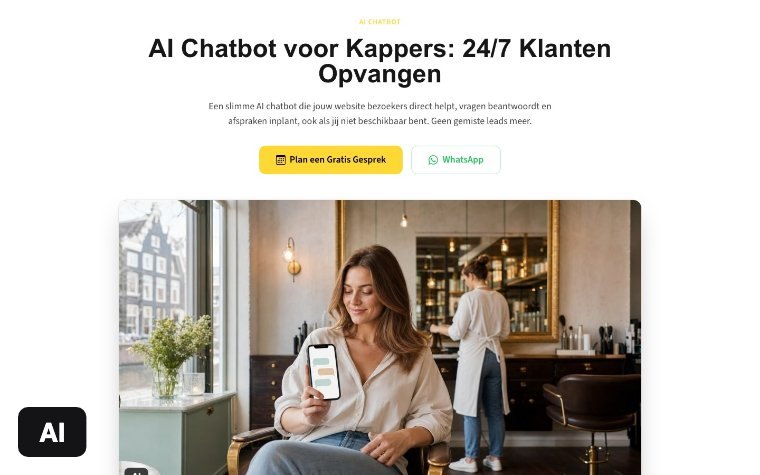 AI CHATBOT
AI Chatbot voor Kappers: 24/7 Klanten
Opvangen
Een slimme AI chatbot die jouw website bezoekers direct helpt, vragen beantwoordt en
afspraken inplant, ook als jij niet beschikbaar bent. Geen gemiste leads meer.
Plan een Gratis Gesprek
WhatsApp
AI